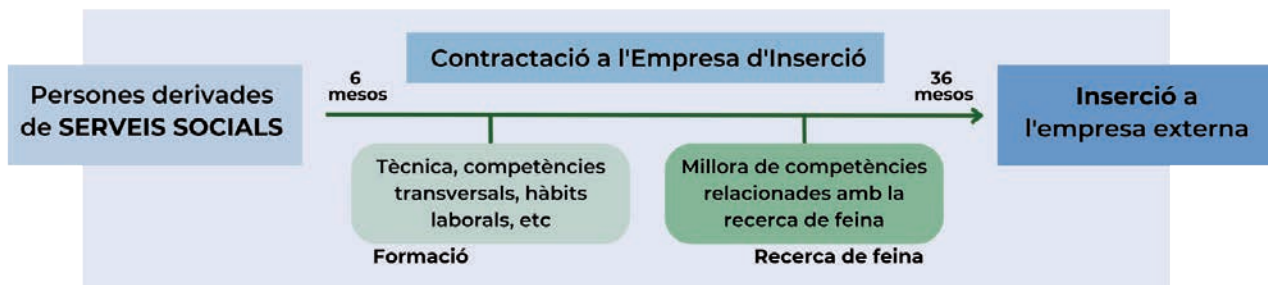 Persones derivades
de SERVEIS SOCIALS
Contractació a l'Empresa d'Inserció
6
mesos
36
mesos
Inserció a
l'empresa externa
Tècnica, competències
transversals, hàbits
laborals, etc
Formació
Millora de competències
relacionades amb la
recerca de feina
Recerca de feina